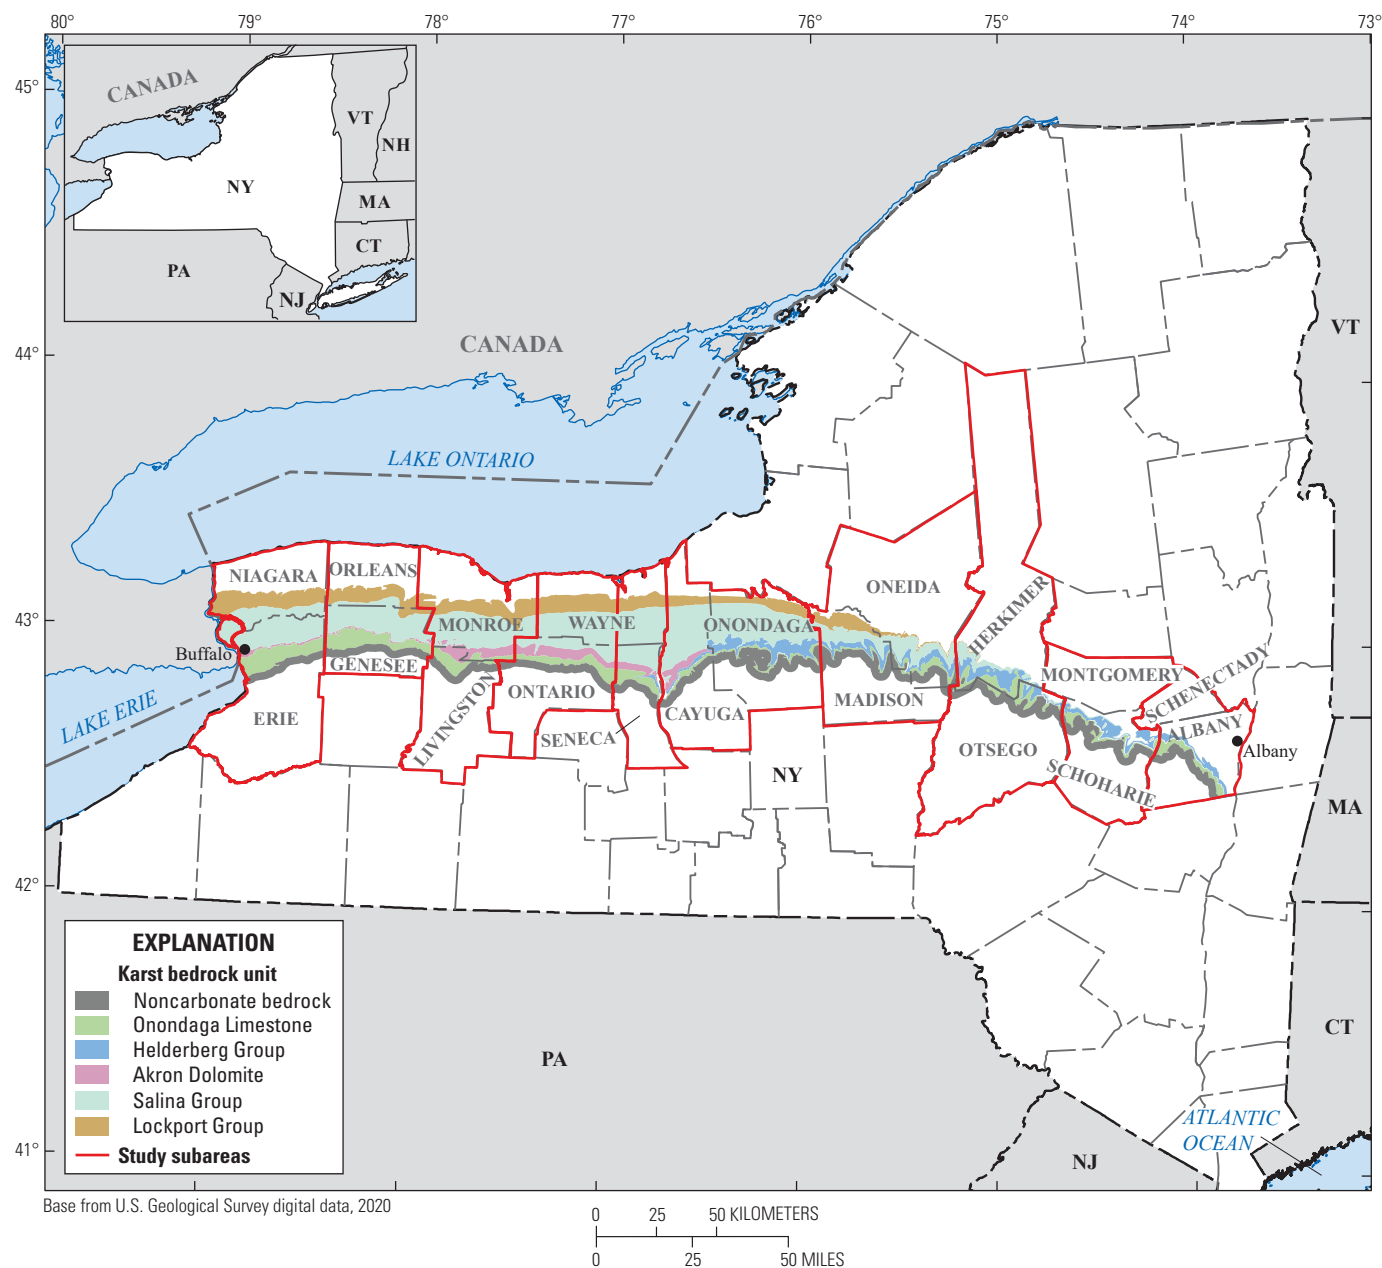 80°
79°
78°
77°
76°
75°
74°
73°
45°
44°
43°
42°
41°
CANADA
VT
NH
NY
MA
CT
PA
NJ
CANADA
VT
LAKE ONTARIO
NIAGARA
ORLEANS
ONEIDA
HERKIMER
MONROE
WAYNE
ONONDAGA
Buffalo
GENESEE
MONTGOMERY
SCHENECTADY
LIVINGSTON
ONTARIO
CAYUGA
MADISON
LAKE ERIE
ERIE
SENECA
OTSEGO
ALBANY
Albany
SCHOHARIE
NY
MA
PA
CT
ATLANTIC
OCEAN
NJ
EXPLANATION
Karst bedrock unit
Noncarbonate bedrock
Onondaga Limestone
Helderberg Group
Akron Dolomite
Salina Group
Lockport Group
Study subareas
Base from U.S. Geological Survey digital data, 2020
0 25 50 KILOMETERS
0 25 50 MILES